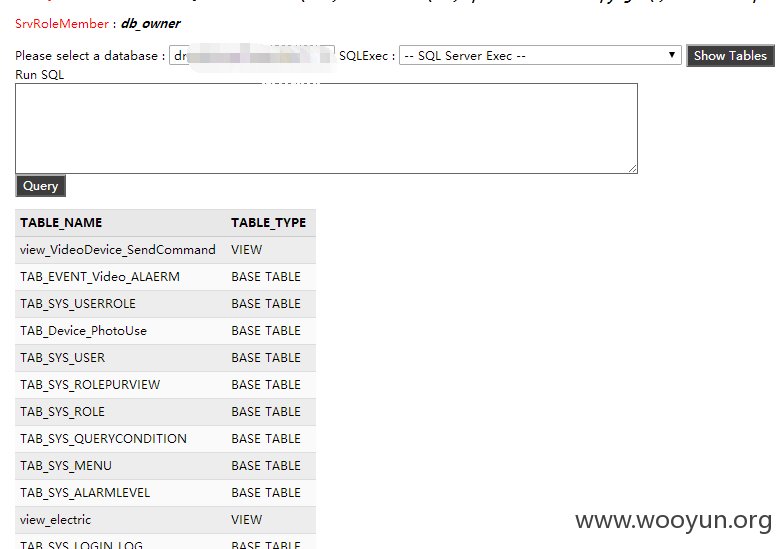 SrvRoleMember : db_owner
Please select a database : SQLExec : -- SQL Server Exec -- Show Tables
Run SQL
Query
TABLE_NAME TABLE_TYPE
view_VideoDevice_SendCommand VIEW
TAB_EVENT_Video_ALAERM BASE TABLE
TAB_SYS_USERROLE BASE TABLE
TAB_Device_PhotoUse BASE TABLE
TAB_SYS_USER BASE TABLE
TAB_SYS_ROLEPURVIEW BASE TABLE
TAB_SYS_ROLE BASE TABLE
TAB_SYS_QUERYCONDITION BASE TABLE
TAB_SYS_MENU BASE TABLE
TAB_SYS_ALARMLEVEL BASE TABLE
view_electric VIEW
TAB_SYS_LOGIN_LOG BASE TABLE
www.wooyun.org